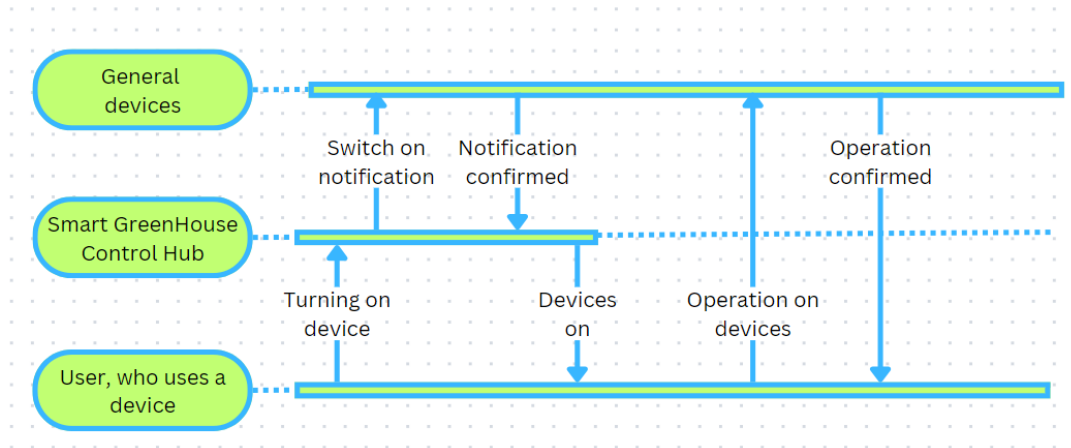 General
devices
Switch on
notification
Notification
confirmed
Operation
confirmed
Smart GreenHouse
Control Hub
Turning on
device
Devices
on
Operation on
devices
User, who uses a
device